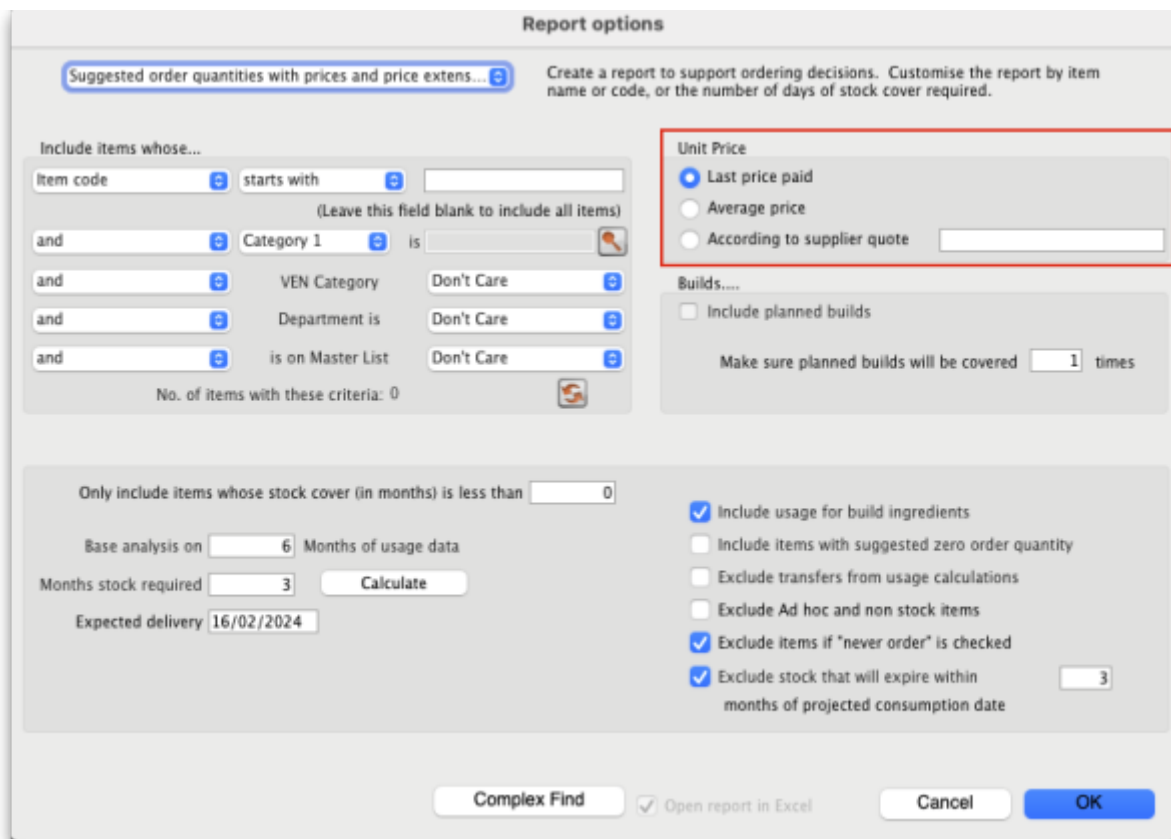 Report options
Suggested order quantities with prices and price extens...
Create a report to support ordering decisions. Customise the report by item
name or code, or the number of days of stock cover required.
Include items whose...
Item code starts with
(Leave this field blank to include all items)
and Category 1 is
and VEN Category Don't Care
and Department is Don't Care
and is on Master List Don't Care
No. of items with these criteria: 0
Unit Price
Last price paid
Average price
According to supplier quote
Builds....
Include planned builds
Make sure planned builds will be covered 1 times
Only include items whose stock cover (in months) is less than 0
Base analysis on 6 Months of usage data
Months stock required 3 Calculate
Expected delivery 16/02/2024
Include usage for build ingredients
Include items with suggested zero order quantity
Exclude transfers from usage calculations
Exclude Ad hoc and non stock items
Exclude items if "never order" is checked
Exclude stock that will expire within 3
months of projected consumption date
Complex Find Open report in Excel Cancel OK